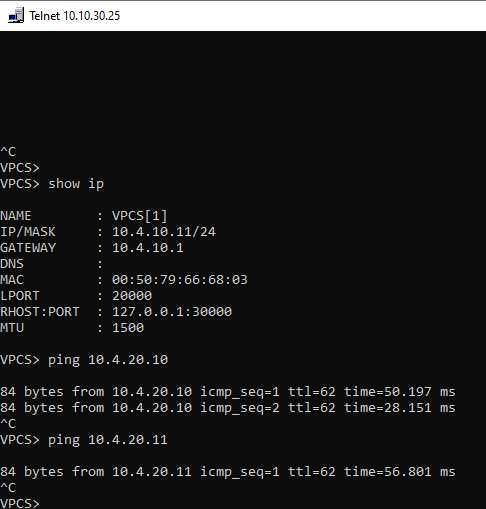 Telnet 10.10.30.25
^C
VPCS>
VPCS> show ip
NAME        : VPCS[1]
IP/MASK     : 10.4.10.11/24
GATEWAY     : 10.4.10.1
DNS         :
MAC         : 00:50:79:66:68:03
LPORT       : 20000
RHOST:PORT  : 127.0.0.1:30000
MTU         : 1500
VPCS> ping 10.4.20.10
84 bytes from 10.4.20.10 icmp_seq=1 ttl=62 time=50.197 ms
84 bytes from 10.4.20.10 icmp_seq=2 ttl=62 time=28.151 ms
^C
VPCS> ping 10.4.20.11
84 bytes from 10.4.20.11 icmp_seq=1 ttl=62 time=56.801 ms
^C
VPCS>